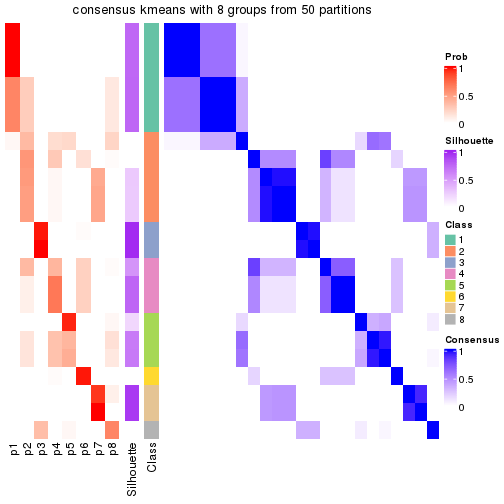 consensus kmeans with 8 groups from 50 partitions
Prob
1
0.5
0
Silhouette
1
0.5
0
Class
1
2
3
4
5
6
7
8
Consensus
1
0.5
0
p1
p2
p3
p4
p5
p6
p7
p8
Silhouette
Class